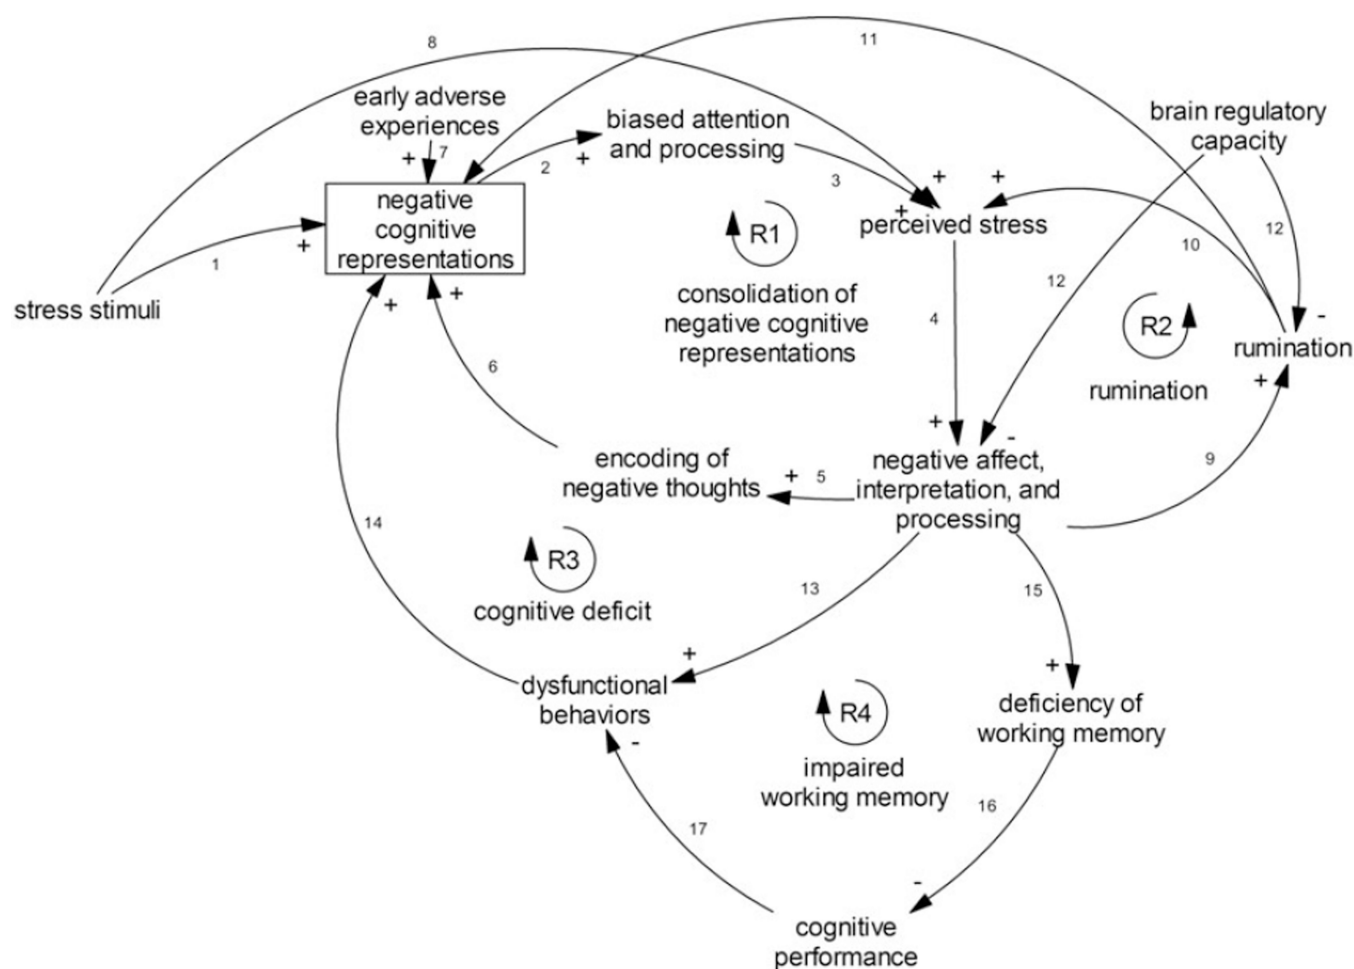 8
11
early adverse
experiences
+
7
biased attention
and processing
brain regulatory
capacity
2
+
3
+
+
+
negative
cognitive
representations
perceived stress
R1
12
10
+
1
stress stimuli
12
consolidation of
negative cognitive
representations
4
R2
-
rumination
+
+
rumination
+
6
+
-
9
encoding of
negative thoughts
+
5
negative affect,
interpretation, and
processing
14
R3
cognitive deficit
13
15
+
+
dysfunctional
behaviors
-
R4
impaired
working memory
deficiency of
working memory
16
17
-
cognitive
performance